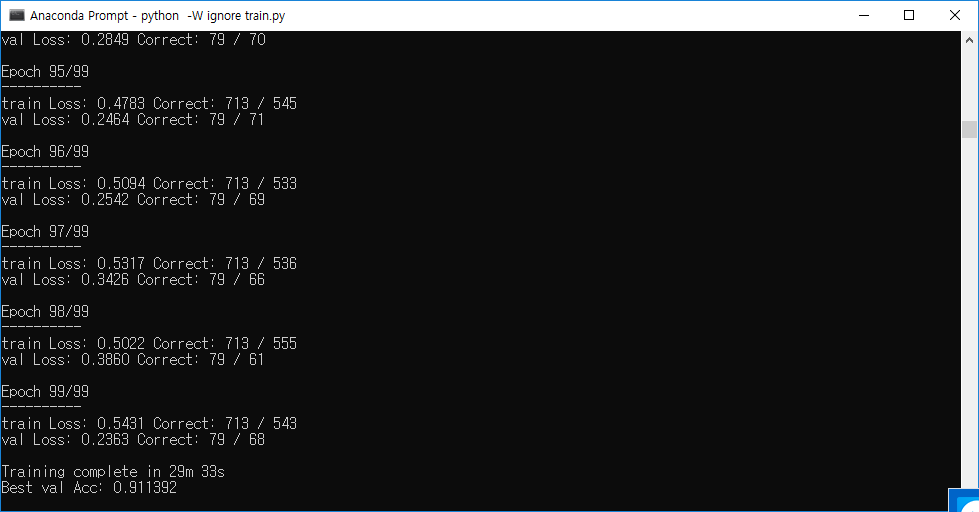 Anaconda Prompt - python  -W ignore train.py
val Loss: 0.2849 Correct: 79 / 70
Epoch 95/99
----------
train Loss: 0.4783 Correct: 713 / 545
val Loss: 0.2464 Correct: 79 / 71
Epoch 96/99
----------
train Loss: 0.5094 Correct: 713 / 533
val Loss: 0.2542 Correct: 79 / 69
Epoch 97/99
----------
train Loss: 0.5317 Correct: 713 / 536
val Loss: 0.3426 Correct: 79 / 66
Epoch 98/99
----------
train Loss: 0.5022 Correct: 713 / 555
val Loss: 0.3860 Correct: 79 / 61
Epoch 99/99
----------
train Loss: 0.5431 Correct: 713 / 543
val Loss: 0.2363 Correct: 79 / 68
Training complete in 29m 33s
Best val Acc: 0.911392